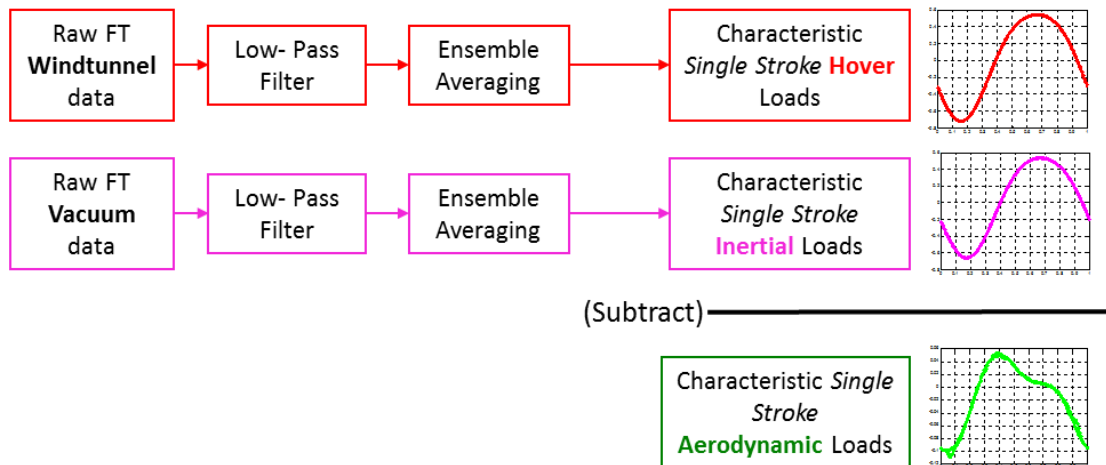 Raw FT
Windtunnel
data
Low- Pass
Filter
Ensemble
Averaging
Characteristic
Single Stroke Hover
Loads
Raw FT
Vacuum
data
Low- Pass
Filter
Ensemble
Averaging
Characteristic
Single Stroke
Inertial Loads
(Subtract)
Characteristic Single
Stroke
Aerodynamic Loads